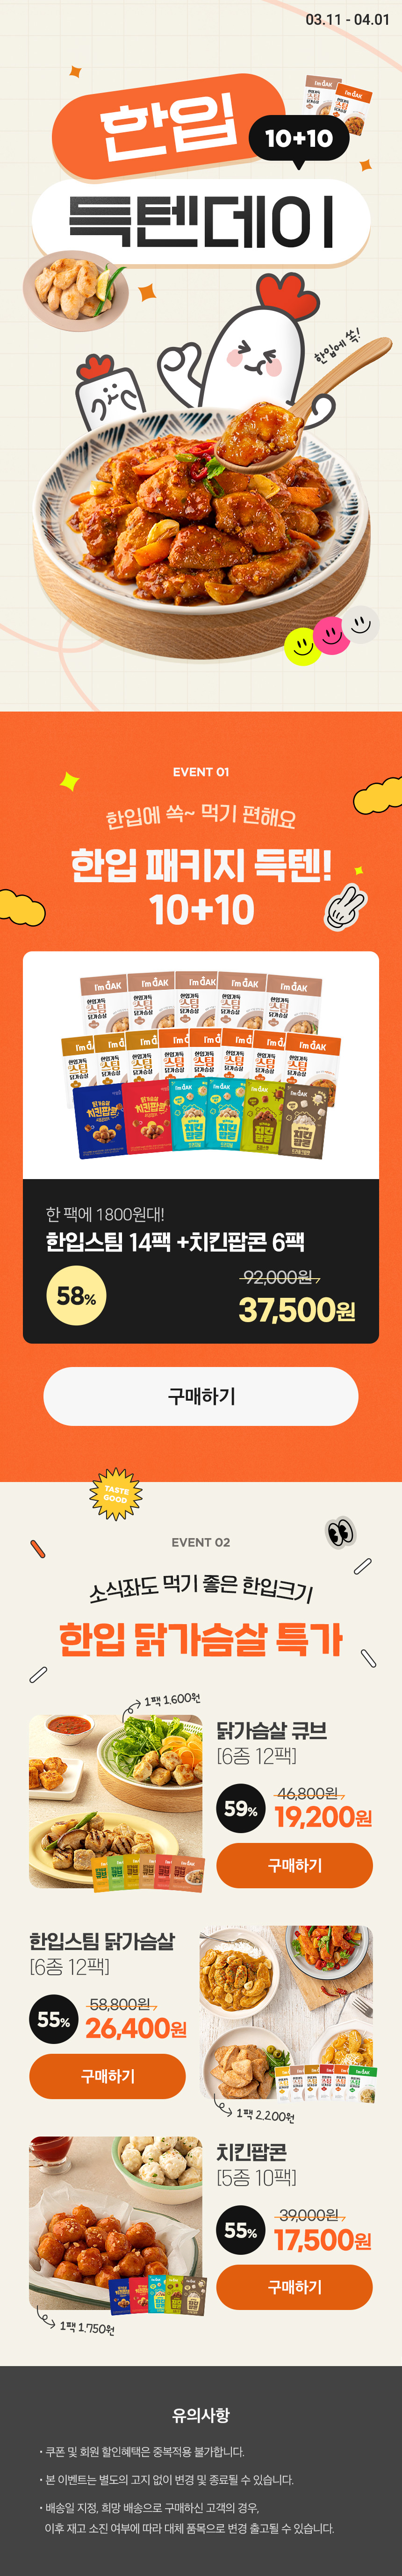 03.11 - 04.01
한입
10+10
득텐데이
한입에 쏙!
EVENT 01
한입에 쏙~ 먹기 편해요
한입 패키지 득텐!
10+10
I'm dAK
I'm dAK
I'm dAK
I'm dAK
I'm dAK
한 팩에 1800원대!
한입스팀 14팩 +치킨팝콘 6팩
58%
92,000원
37,500원
구매하기
TASTE
GOOD
EVENT 02
소식좌도 먹기 좋은 한입크기
한입 닭가슴살 특가
1팩 1,600원
닭가슴살 큐브
[6종 12팩]
59%
46,800원
19,200원
구매하기
한입스팀 닭가슴살
[6종 12팩]
55%
58,800원
26,400원
구매하기
1팩 2,200원
치킨팝콘
[5종 10팩]
55%
39,000원
17,500원
구매하기
1팩 1,750원
유의사항
• 쿠폰 및 회원 할인혜택은 중복적용 불가합니다.
• 본 이벤트는 별도의 고지 없이 변경 및 종료될 수 있습니다.
• 배송일 지정, 희망 배송으로 구매하신 고객의 경우,
이후 재고 소진 여부에 따라 대체 품목으로 변경 출고될 수 있습니다.